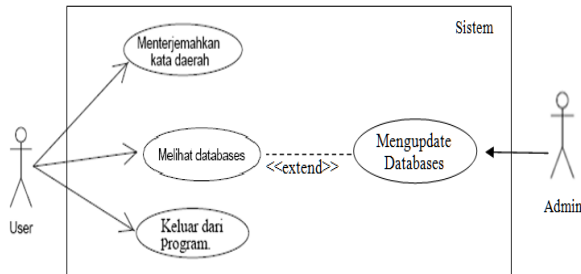 Sistem
Menterjemahkan
kata daerah
Melihat databases
<<extend>>
Mengupdate
Databases
Keluar dari
program.
User
Admin